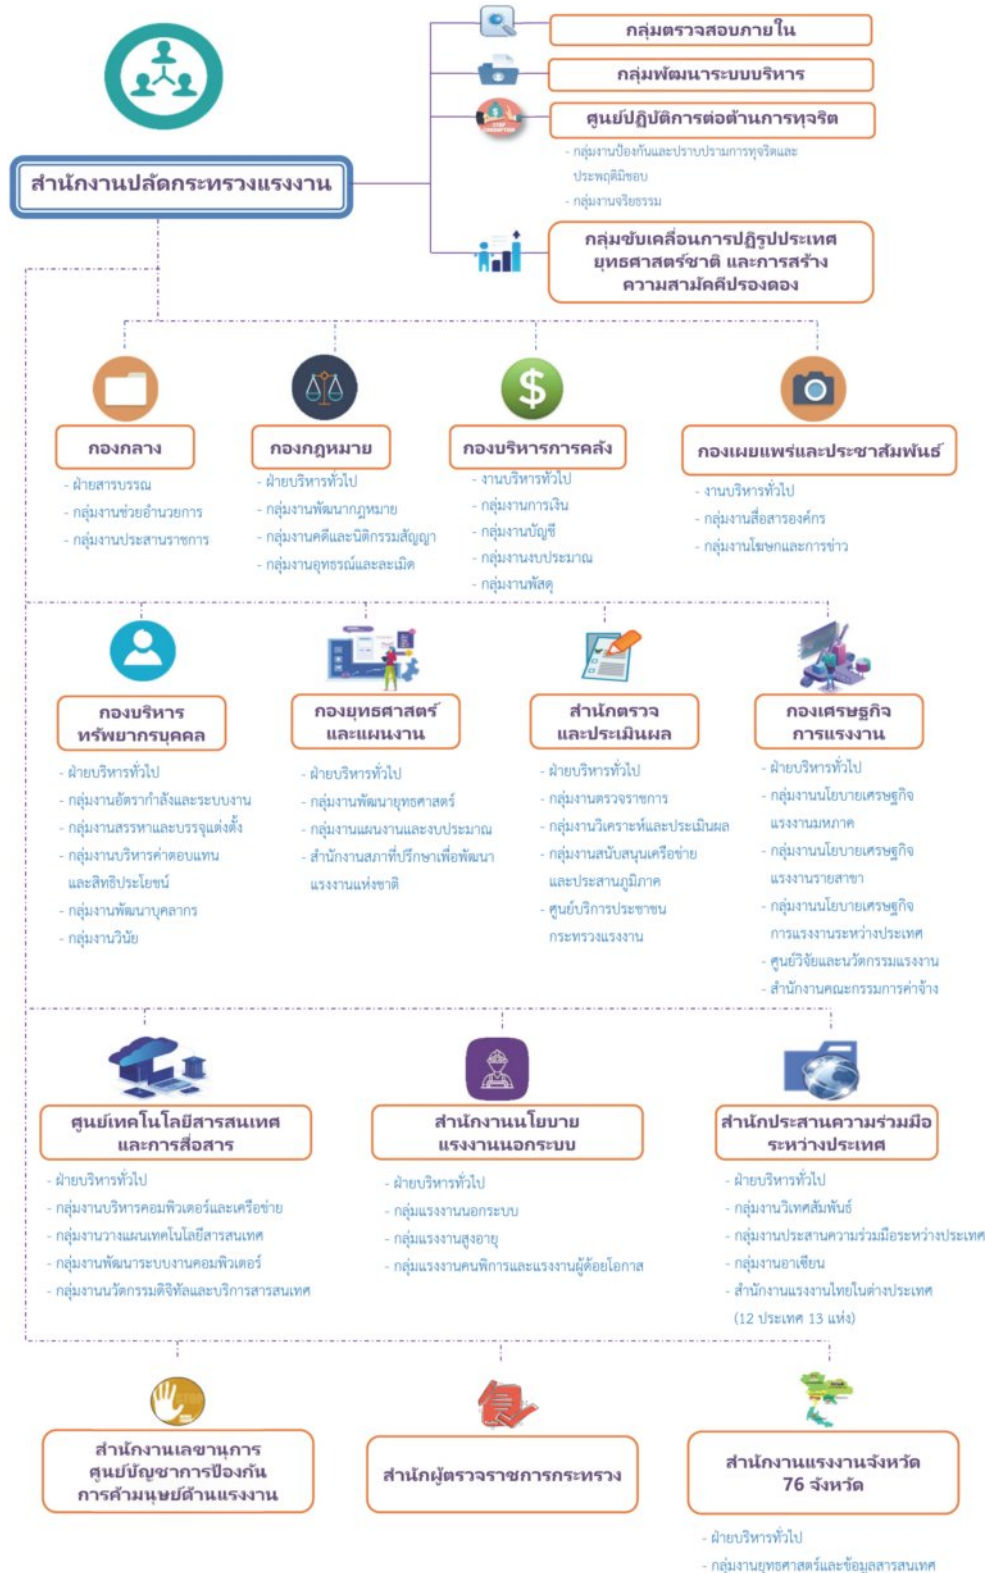 กลุ่มตรวจสอบภายใน
กลุ่มพัฒนาระบบบริหาร
ศูนย์ปฏิบัติการต่อต้านการทุจริต
- กลุ่มงานป้องกันและปราบปรามการทุจริตและ
ประพฤติมิชอบ
- กลุ่มงานจริยธรรม
สำนักงานปลัดกระทรวงแรงงาน
กลุ่มขับเคลื่อนการปฏิรูปประเทศ
ยุทธศาสตร์ชาติ และการสร้าง
ความสามัคคีปรองดอง
กองกลาง
- ฝ่ายสารบรรณ
- กลุ่มงานช่วยอำนวยการ
- กลุ่มงานประสานราชการ
กองกฎหมาย
- ฝ่ายบริหารทั่วไป
- กลุ่มงานพัฒนากฎหมาย
- กลุ่มงานคดีและนิติกรรมสัญญา
- กลุ่มงานอุทธรณ์และละเมิด
กองบริหารการคลัง
- งานบริหารทั่วไป
- กลุ่มงานการเงิน
- กลุ่มงานบัญชี
- กลุ่มงานงบประมาณ
- กลุ่มงานพัสดุ
กองเผยแพร่และประชาสัมพันธ์
- งานบริหารทั่วไป
- กลุ่มงานสื่อสารองค์กร
- กลุ่มงานโฆษกและการข่าว
กองบริหาร
ทรัพยากรบุคคล
- ฝ่ายบริหารทั่วไป
- กลุ่มงานอัตรากำลังและระบบงาน
- กลุ่มงานสรรหาและบรรจุแต่งตั้ง
- กลุ่มงานบริหารค่าตอบแทน
และสิทธิประโยชน์
- กลุ่มงานพัฒนาบุคลากร
- กลุ่มงานวินัย
กองยุทธศาสตร์
และแผนงาน
- ฝ่ายบริหารทั่วไป
- กลุ่มงานพัฒนายุทธศาสตร์
- กลุ่มงานแผนงานและงบประมาณ
- สำนักงานสภาที่ปรึกษาเพื่อพัฒนา
แรงงานแห่งชาติ
สำนักตรวจ
และประเมินผล
- ฝ่ายบริหารทั่วไป
- กลุ่มงานตรวจราชการ
- กลุ่มงานวิเคราะห์และประเมินผล
- กลุ่มงานสนับสนุนเครือข่าย
และประสานภูมิภาค
- ศูนย์บริการประชาชน
กระทรวงแรงงาน
กองเศรษฐกิจ
การแรงงาน
- ฝ่ายบริหารทั่วไป
- กลุ่มงานนโยบายเศรษฐกิจ
แรงงานมหภาค
- กลุ่มงานนโยบายเศรษฐกิจ
แรงงานรายสาขา
- กลุ่มงานนโยบายเศรษฐกิจ
การแรงงานระหว่างประเทศ
- ศูนย์วิจัยและนวัตกรรมแรงงาน
- สำนักงานคณะกรรมการค่าจ้าง
ศูนย์เทคโนโลยีสารสนเทศ
และการสื่อสาร
- ฝ่ายบริหารทั่วไป
- กลุ่มงานบริหารคอมพิวเตอร์และเครือข่าย
- กลุ่มงานวางแผนเทคโนโลยีสารสนเทศ
- กลุ่มงานพัฒนาระบบงานคอมพิวเตอร์
- กลุ่มงานนวัตกรรมดิจิทัลและบริการสารสนเทศ
สำนักงานนโยบาย
แรงงานนอกระบบ
- ฝ่ายบริหารทั่วไป
- กลุ่มแรงงานนอกระบบ
- กลุ่มแรงงานสูงอายุ
- กลุ่มแรงงานคนพิการและแรงงานผู้ด้อยโอกาส
สำนักประสานความร่วมมือ
ระหว่างประเทศ
- ฝ่ายบริหารทั่วไป
- กลุ่มงานวิเทศสัมพันธ์
- กลุ่มงานประสานความร่วมมือระหว่างประเทศ
- กลุ่มงานอาเซียน
- สำนักงานแรงงานไทยในต่างประเทศ
(12 ประเทศ 13 แห่ง)
สำนักงานเลขานุการ
ศูนย์บัญชาการป้องกัน
การค้ามนุษย์ด้านแรงงาน
สำนักผู้ตรวจราชการกระทรวง
สำนักงานแรงงานจังหวัด
76 จังหวัด
- ฝ่ายบริหารทั่วไป
- กลุ่มงานยุทธศาสตร์และข้อมูลสารสนเทศ